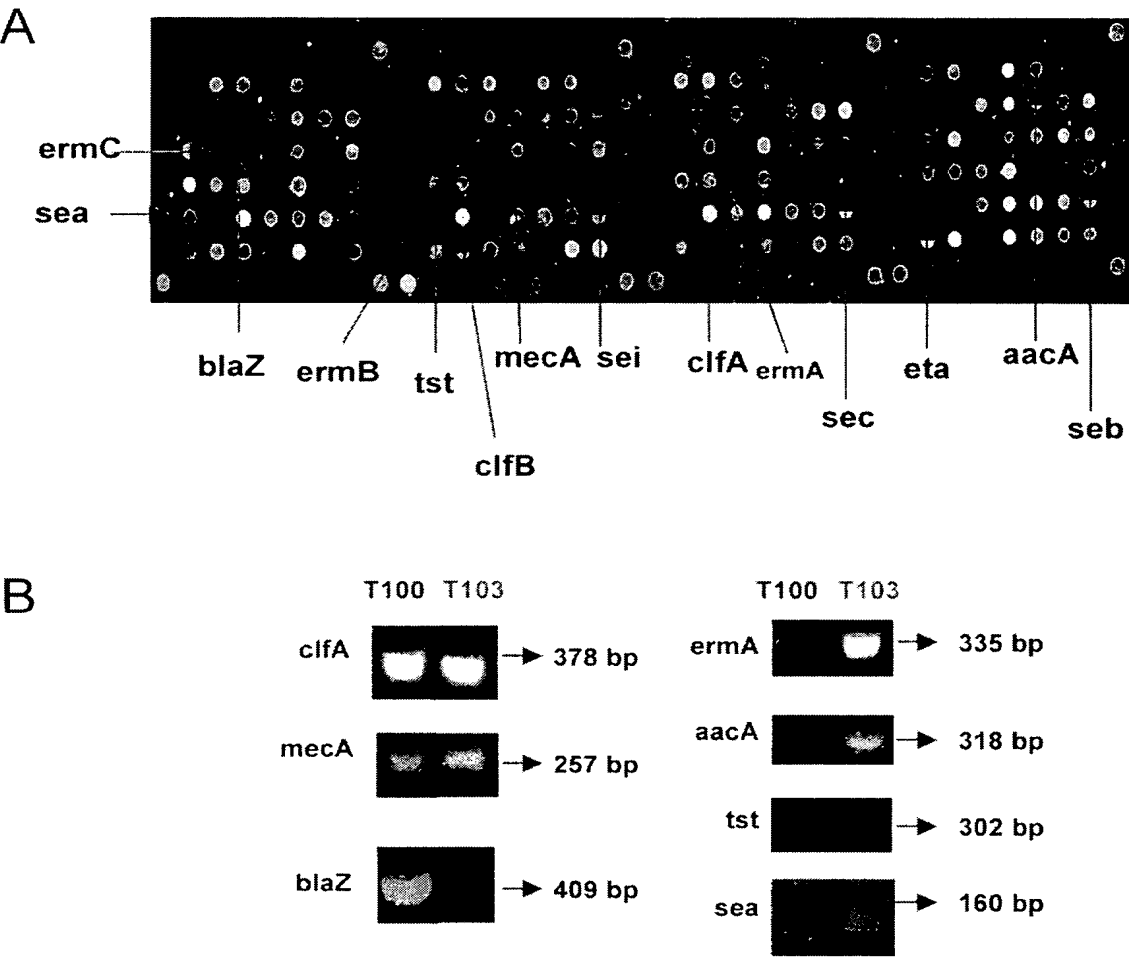 A
ermC
sea
blaZ
ermB
tst
clfB
mecA
sei
clfA
ermA
sec
eta
aacA
seb
B
T100 T103
clfA 378 bp
mecA 257 bp
blaZ 409 bp
T100 T103
ermA 335 bp
aacA 318 bp
tst 302 bp
sea 160 bp